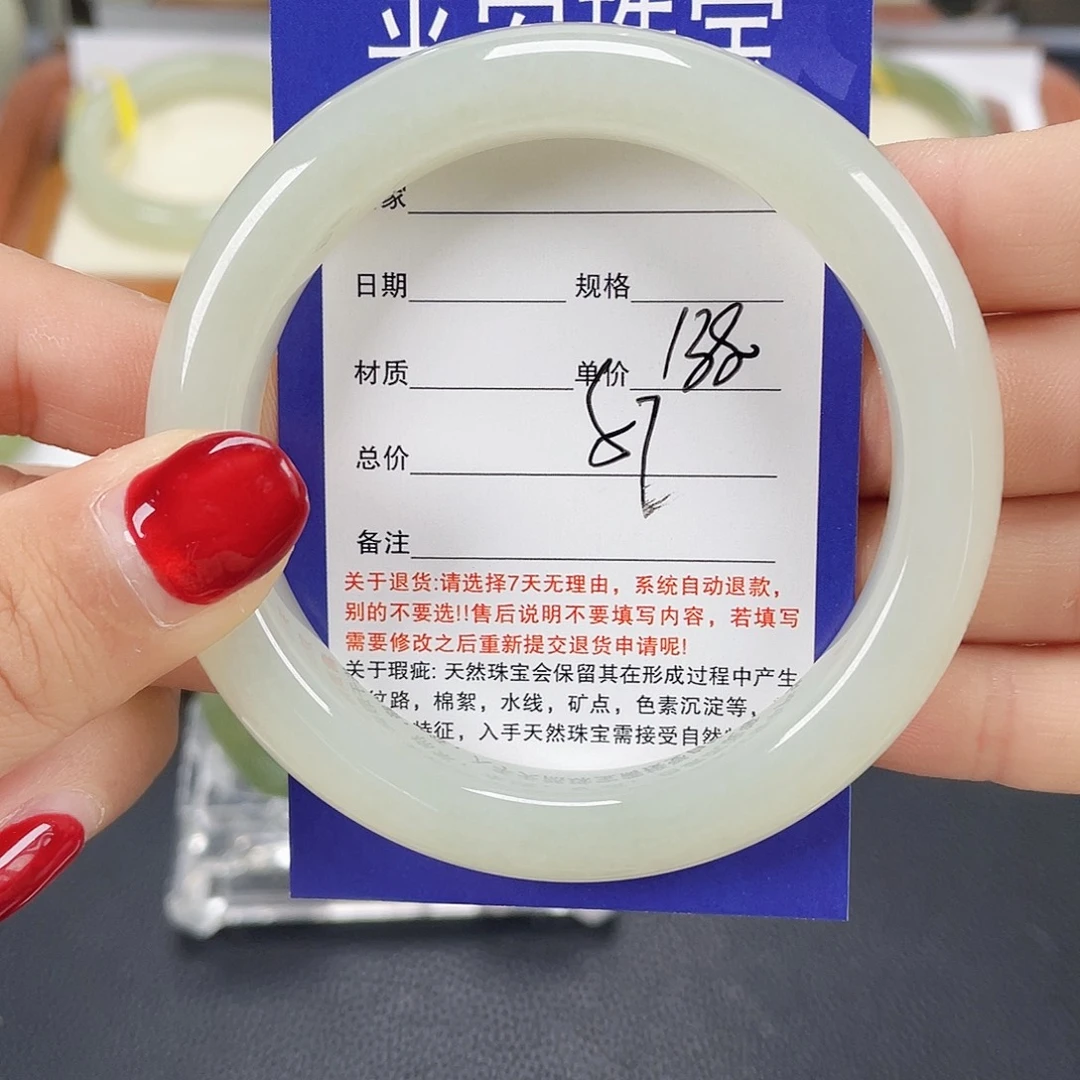 珠宝
家
日期 规格
材质 单价 138
87
总价
备注
关于退货:请选择7天无理由，系统自动退款，
别的不要选!!售后说明不要填写内容，若填写
需要修改之后重新提交退货申请呢!
关于瑕疵: 天然珠宝会保留其在形成过程中产生
纹路，棉絮，水线，矿点，色素沉淀等，
特征，入手天然珠宝需接受自然